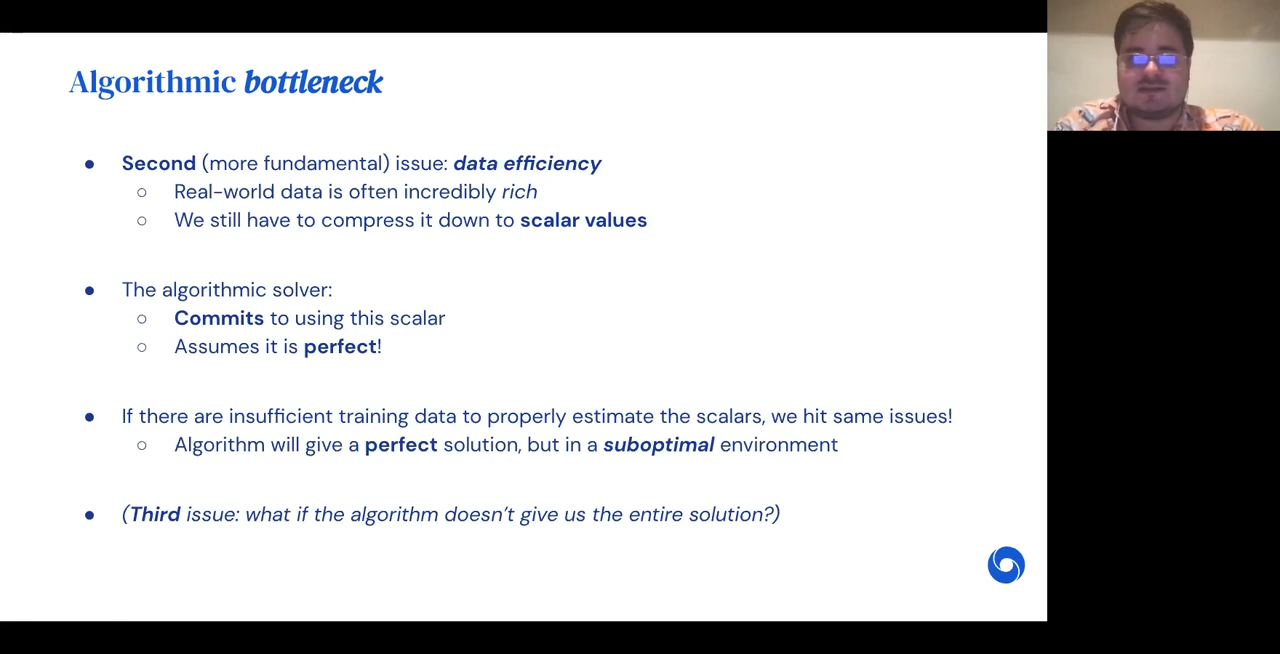 Algorithmic bottleneck
● Second (more fundamental) issue: data efficiency
○ Real-world data is often incredibly rich
○ We still have to compress it down to scalar values
● The algorithmic solver:
○ Commits to using this scalar
○ Assumes it is perfect!
● If there are insufficient training data to properly estimate the scalars, we hit same issues!
○ Algorithm will give a perfect solution, but in a suboptimal environment
● (Third issue: what if the algorithm doesn't give us the entire solution?)